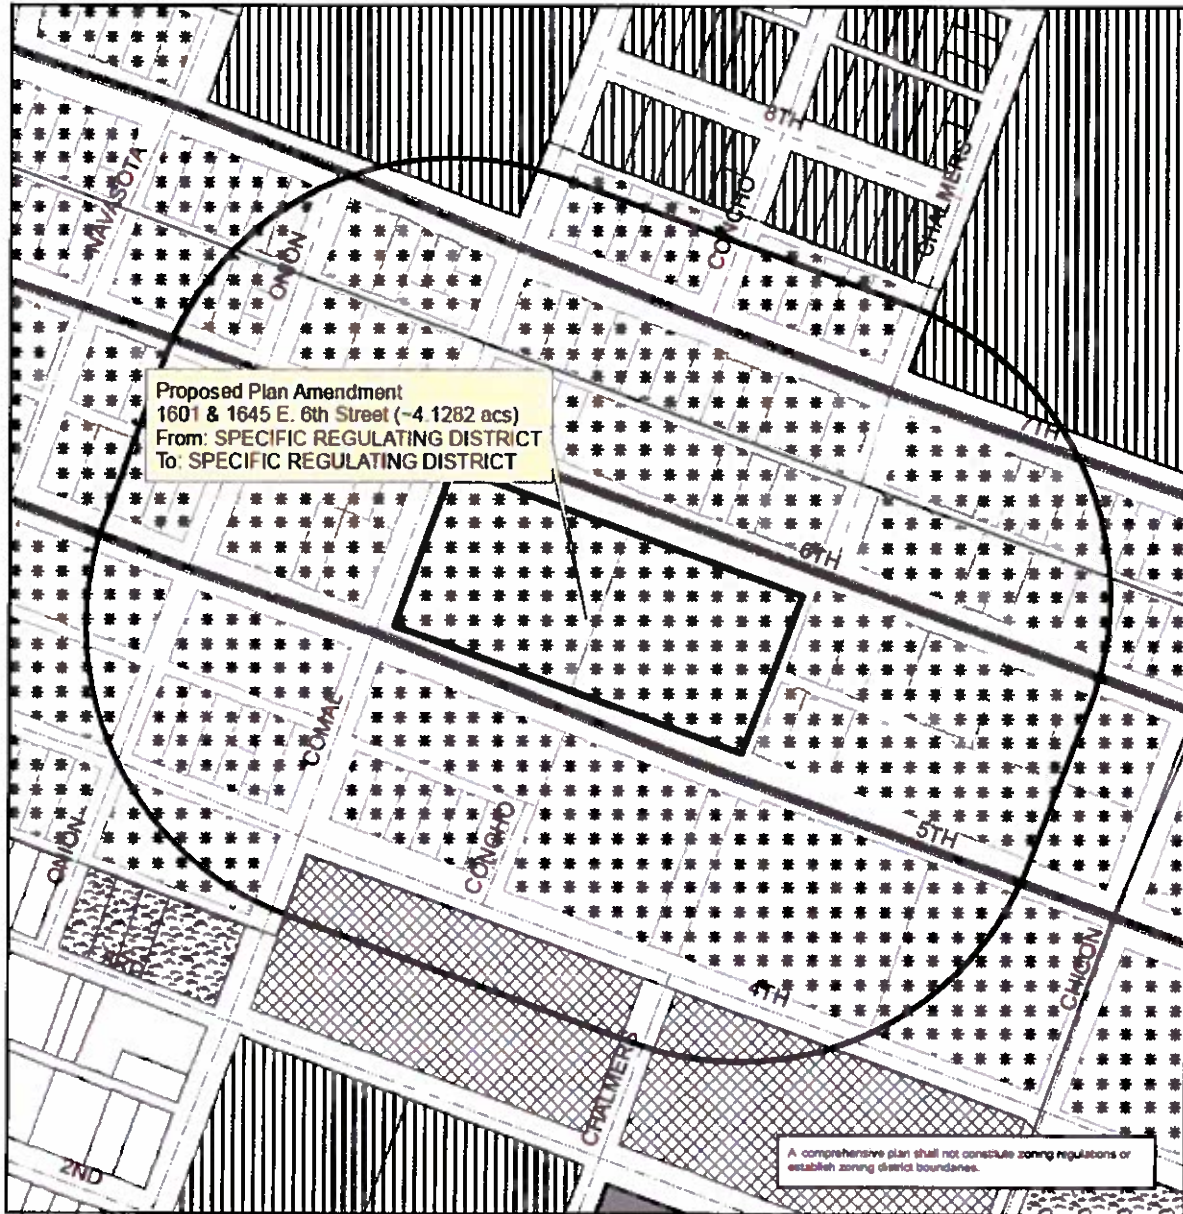 8TH
NAVASOTA
ONION
CONCHO
CHALMERS
Proposed Plan Amendment
1601 & 1645 E. 6th Street (~4.1282 acs)
From: SPECIFIC REGULATING DISTRICT
To: SPECIFIC REGULATING DISTRICT
7TH
6TH
COMAL
ONION
CONCHO
5TH
3RD
4TH
CHICON
CHALMERS
A comprehensive plan shall not constitute zoning regulations or
establish zoning district boundaries.
2ND